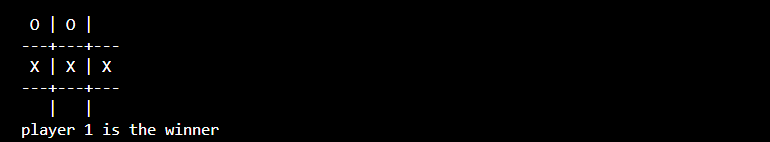 O | O |
---+---+---
 X | X | X
---+---+---
   |   |
player 1 is the winner